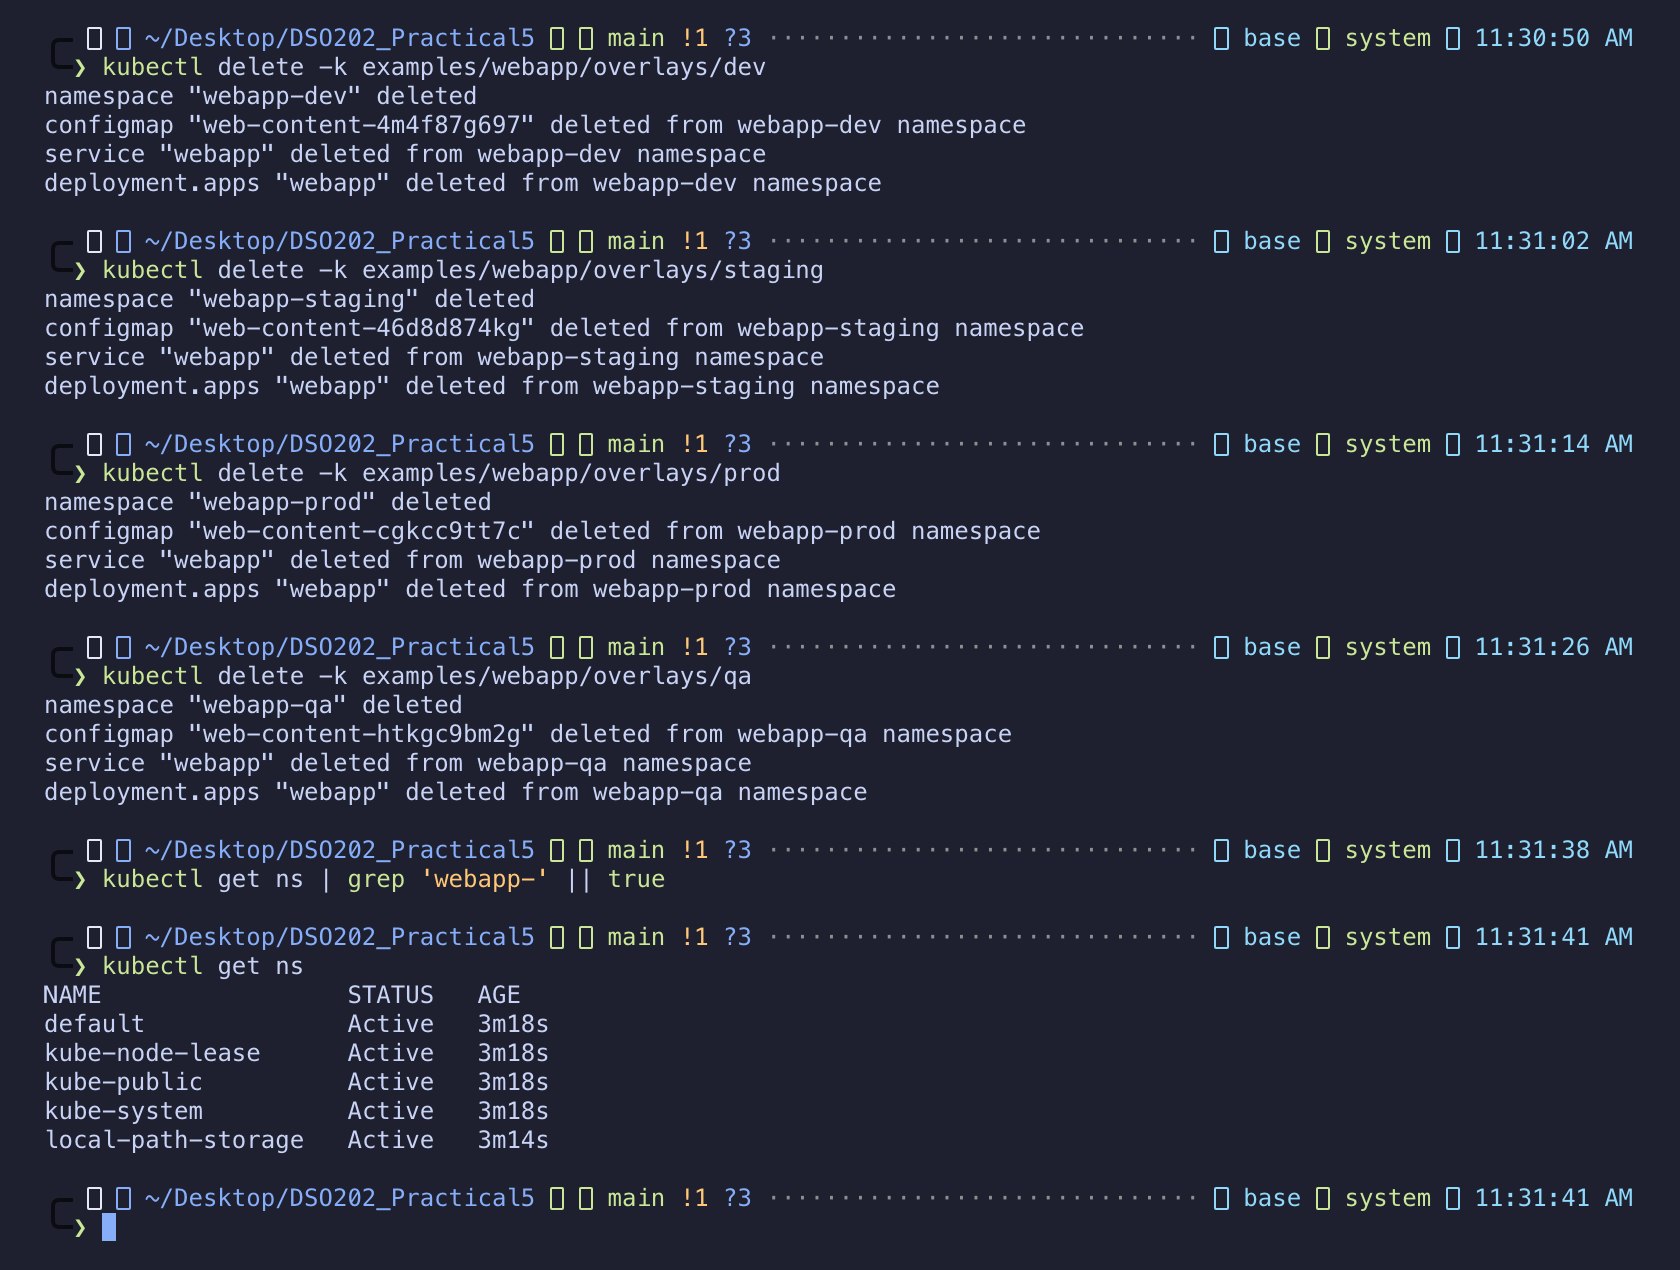 ~/Desktop/DSO202_Practical5 main !1 ?3 ······························ base system 11:30:50 AM
❯ kubectl delete -k examples/webapp/overlays/dev
namespace "webapp-dev" deleted
configmap "web-content-4m4f87g697" deleted from webapp-dev namespace
service "webapp" deleted from webapp-dev namespace
deployment.apps "webapp" deleted from webapp-dev namespace
~/Desktop/DSO202_Practical5 main !1 ?3 ······························ base system 11:31:02 AM
❯ kubectl delete -k examples/webapp/overlays/staging
namespace "webapp-staging" deleted
configmap "web-content-46d8d874kg" deleted from webapp-staging namespace
service "webapp" deleted from webapp-staging namespace
deployment.apps "webapp" deleted from webapp-staging namespace
~/Desktop/DSO202_Practical5 main !1 ?3 ······························ base system 11:31:14 AM
❯ kubectl delete -k examples/webapp/overlays/prod
namespace "webapp-prod" deleted
configmap "web-content-cgkcc9tt7c" deleted from webapp-prod namespace
service "webapp" deleted from webapp-prod namespace
deployment.apps "webapp" deleted from webapp-prod namespace
~/Desktop/DSO202_Practical5 main !1 ?3 ······························ base system 11:31:26 AM
❯ kubectl delete -k examples/webapp/overlays/qa
namespace "webapp-qa" deleted
configmap "web-content-htkgc9bm2g" deleted from webapp-qa namespace
service "webapp" deleted from webapp-qa namespace
deployment.apps "webapp" deleted from webapp-qa namespace
~/Desktop/DSO202_Practical5 main !1 ?3 ······························ base system 11:31:38 AM
❯ kubectl get ns | grep 'webapp-' || true
~/Desktop/DSO202_Practical5 main !1 ?3 ······························ base system 11:31:41 AM
❯ kubectl get ns
NAME STATUS AGE
default Active 3m18s
kube-node-lease Active 3m18s
kube-public Active 3m18s
kube-system Active 3m18s
local-path-storage Active 3m14s
~/Desktop/DSO202_Practical5 main !1 ?3 ······························ base system 11:31:41 AM
❯